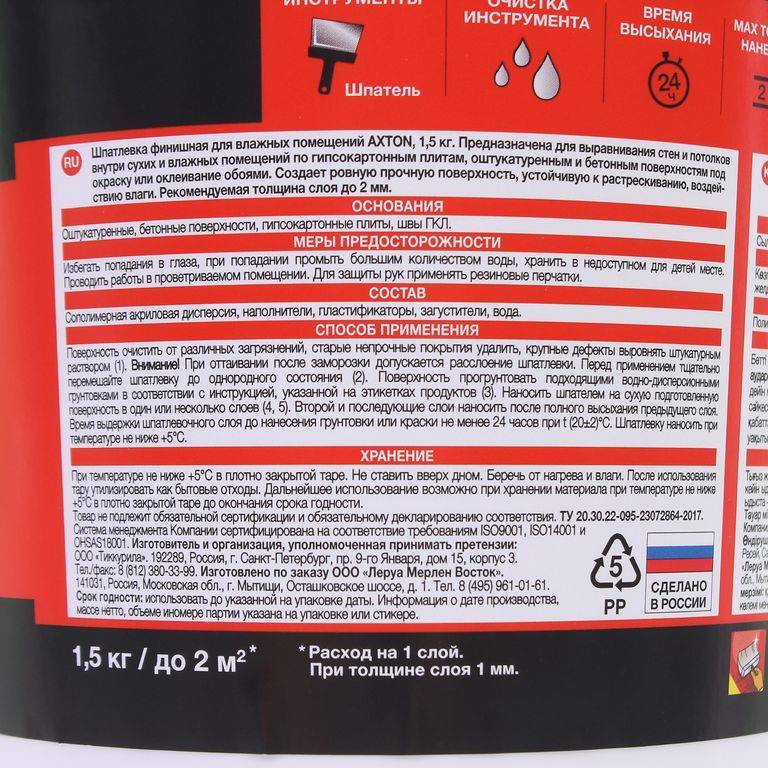 ИНСТРУМЕНТЫ
Шпатель
ОЧИСТКА
ИНСТРУМЕНТА
ВРЕМЯ
ВЫСЫХАНИЯ
24
Ч
MAX
НАНЕ
2
RU
Шпатлевка финишная для влажных помещений AXTON, 1,5 кг. Предназначена для выравнивания стен и потолков
внутри сухих и влажных помещений по гипсокартонным плитам, оштукатуренным и бетонным поверхностям под
окраску или оклеивание обоями. Создает ровную прочную поверхность, устойчивую к растрескиванию, воздей-
ствию влаги. Рекомендуемая толщина слоя до 2 мм.
ОСНОВАНИЯ
Оштукатуренные, бетонные поверхности, гипсокартонные плиты, швы ГКЛ.
МЕРЫ ПРЕДОСТОРОЖНОСТИ
Избегать попадания в глаза, при попадании промыть большим количеством воды, хранить в недоступном для детей месте.
Проводить работы в проветриваемом помещении. Для защиты рук применять резиновые перчатки.
СОСТАВ
Сополимерная акриловая дисперсия, наполнители, пластификаторы, загустители, вода.
СПОСОБ ПРИМЕНЕНИЯ
Поверхность очистить от различных загрязнений, старые непрочные покрытия удалить, крупные дефекты выровнять штукатурным
раствором (1). Внимание! При оттаивании после заморозки допускается расслоение шпатлевки. Перед применением тщательно
перемешайте шпатлевку до однородного состояния (2). Поверхность прогрунтовать подходящими водно-дисперсионными
грунтовками в соответствии с инструкцией, указанной на этикетках продуктов (3). Наносить шпателем на сухую подготовленную
поверхность в один или несколько слоев (4, 5). Второй и последующие слои наносить после полного высыхания предыдущего слоя.
Время выдержки шпатлевочного слоя до нанесения грунтовки или краски не менее 24 часов при t (20±2)°C. Шпатлевку наносить при
температуре не ниже +5°C.
ХРАНЕНИЕ
При температуре не ниже +5°C в плотно закрытой таре. Не ставить вверх дном. Беречь от нагрева и влаги. После использования
тару утилизировать как бытовые отходы. Дальнейшее использование возможно при хранении материала при температуре не ниже
+5°C в плотно закрытой таре до окончания срока годности.
Товар не подлежит обязательной сертификации и обязательному декларированию соответствия. ТУ 20.30.22-095-23072864-2017.
Система менеджмента Компании сертифицирована на соответствие требованиям ISO9001, ISO14001 и
OHSAS18001. Изготовитель и организация, уполномоченная принимать претензии:
ООО «Тиккурила», 192289, Россия, г. Санкт-Петербург, пр. 9-го Января, дом 15, корпус 3.
Тел./факс: 8 (812) 380-33-99. Изготовлено по заказу ООО «Леруа Мерлен Восток».
141031, Россия, Московская обл., г. Мытищи, Осташковское шоссе, д. 1. Тел. 8 (495) 961-01-61.
Срок годности: использовать до указанной на упаковке даты. Информация о дате производства,
массе нетто, объеме иномере партии указана на упаковке или стикере.
5
PP
СДЕЛАНО
В РОССИИ
1,5 кг / до 2 м²*
*Расход на 1 слой.
При толщине слоя 1 мм.